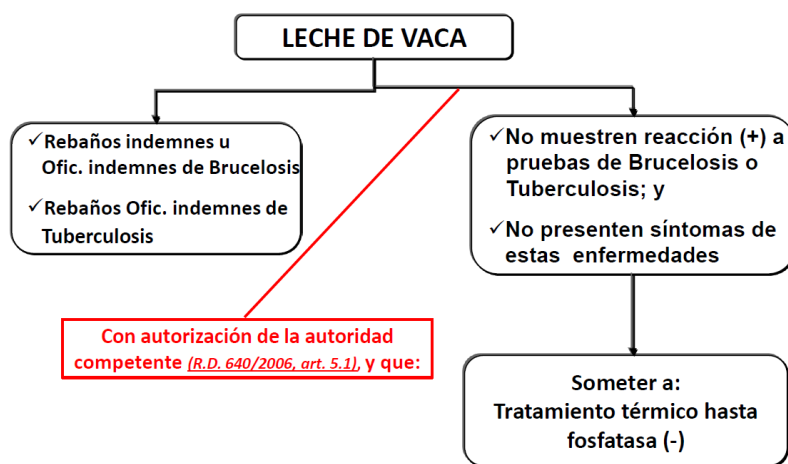 LECHE DE VACA
✓Rebaños indemnes u
Ofic. indemnes de Brucelosis
✓Rebaños Ofic. indemnes de
Tuberculosis
✓No muestren reacción (+) a
pruebas de Brucelosis o
Tuberculosis; y
✓No presenten síntomas de
estas enfermedades
Con autorización de la autoridad
competente (R.D. 640/2006, art. 5.1), y que:
Someter a:
Tratamiento térmico hasta
fosfatasa (-)